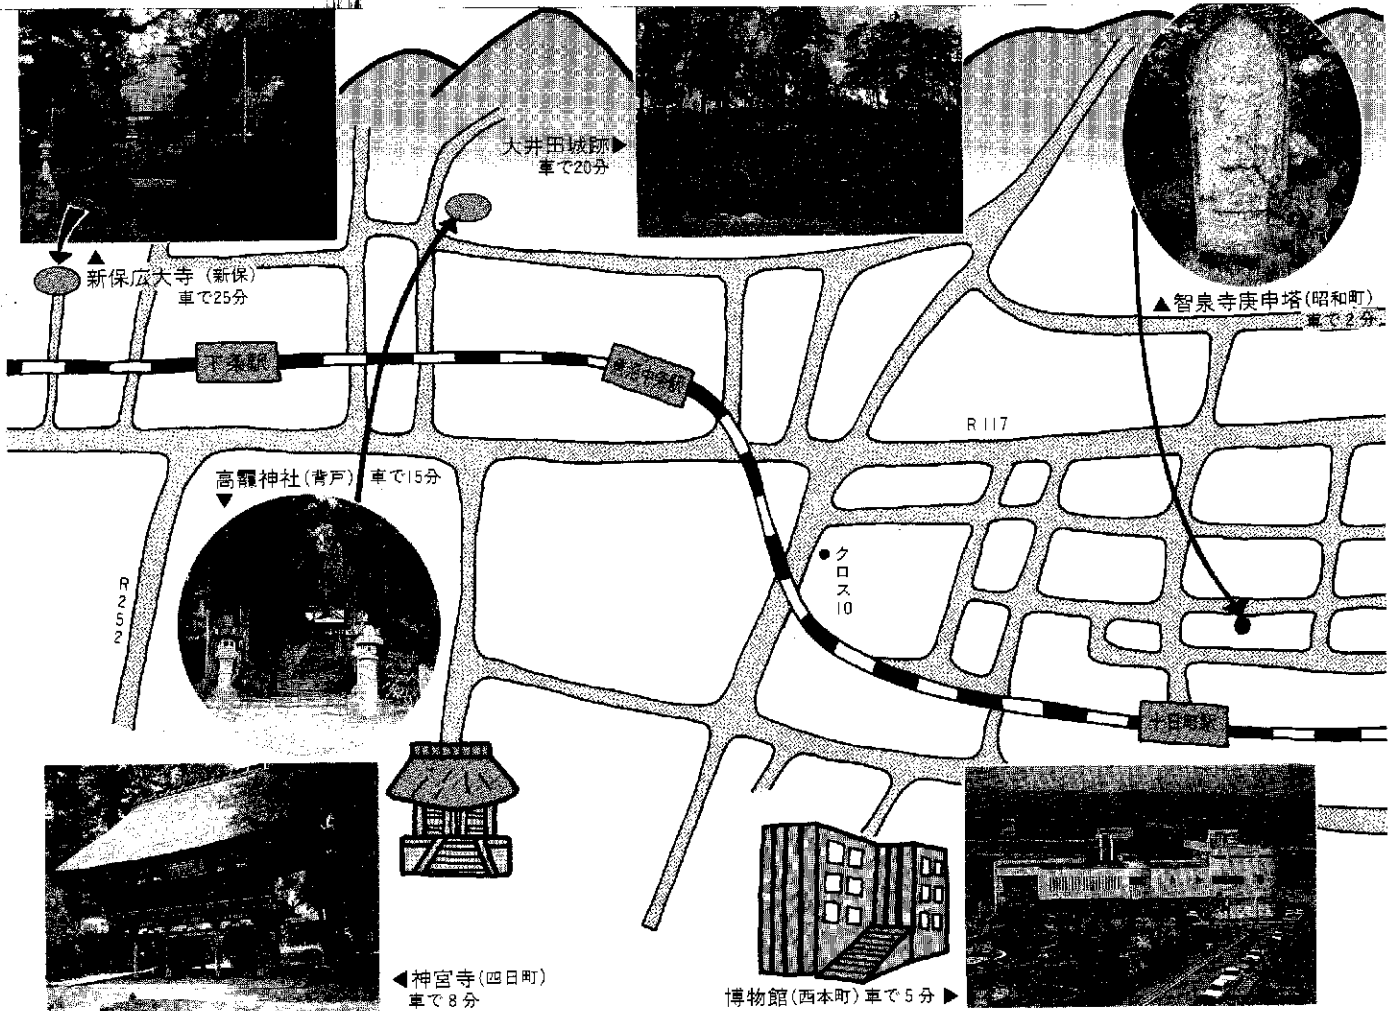 大井田城跡▶
車で20分
▲
新保広大寺(新保)
車で25分
▲智泉寺庚申塔(昭和町)
車で2分
下条駅
R117
高龗神社(背戸) 車で15分
▼
クロス10
R252
十日町駅
◀神宮寺(四日町)
車で8分
博物館(西本町)車で5分▶